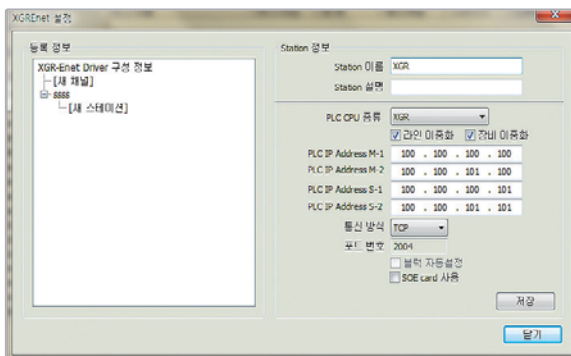 XGREnet 설정
등록 정보
XGR-Enet Driver 구성 정보
[새 채널]
ssss
[새 스테이션]
Station 정보
Station 이름 XGR
Station 설명
PLC CPU 종류 XGR
라인 이중화 장비 이중화
PLC IP Address M-1 100 . 100 . 100 . 100
PLC IP Address M-2 100 . 100 . 101 . 100
PLC IP Address S-1 100 . 100 . 100 . 101
PLC IP Address S-2 100 . 100 . 101 . 101
통신 방식 TCP
포트 번호 2004
블럭 자동설정
SOE card 사용
저장
닫기